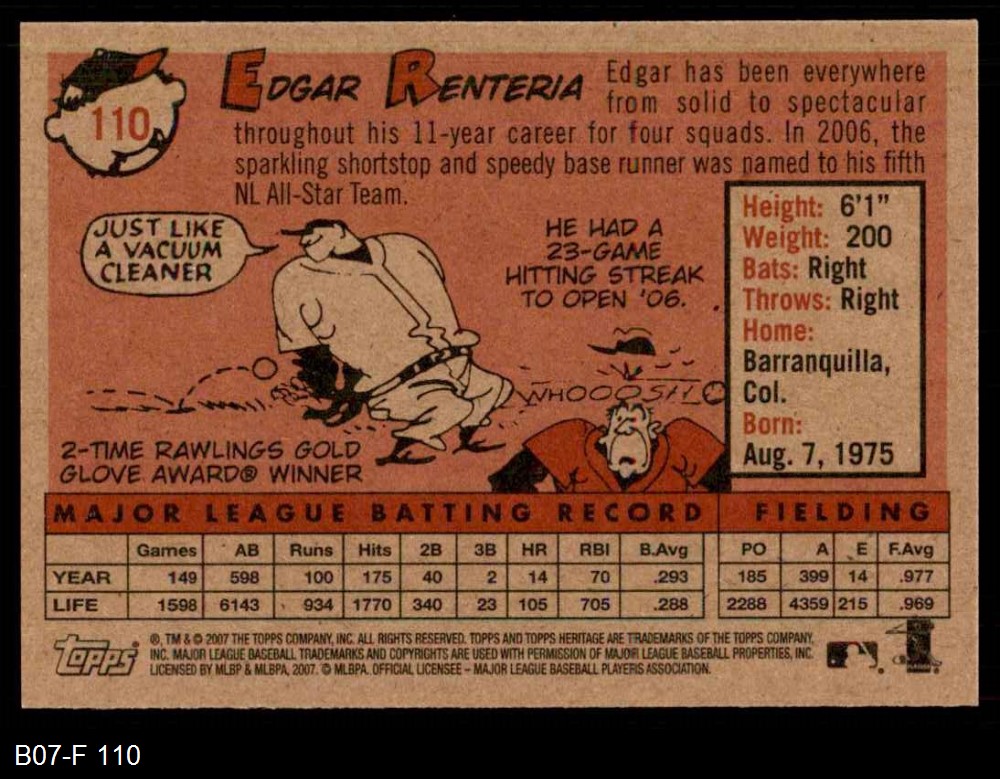 110
EDGAR RENTERIA
Edgar has been everywhere
from solid to spectacular
throughout his 11-year career for four squads. In 2006, the
sparkling shortstop and speedy base runner was named to his fifth
NL All-Star Team.
JUST LIKE
A VACUUM
CLEANER
HE HAD A
23-GAME
HITTING STREAK
TO OPEN '06.
Height: 6'1"
Weight: 200
Bats: Right
Throws: Right
Home:
Barranquilla,
Col.
Born:
Aug. 7, 1975
WHOOOSH
2-TIME RAWLINGS GOLD
GLOVE AWARD® WINNER
MAJOR LEAGUE BATTING RECORD FIELDING
Games AB Runs Hits 2B 3B HR RBI B.Avg PO A E F.Avg
YEAR 149 598 100 175 40 2 14 70 .293 185 399 14 .977
LIFE 1598 6143 934 1770 340 23 105 705 .288 2288 4359 215 .969
Topps
®, TM & © 2007 THE TOPPS COMPANY, INC. ALL RIGHTS RESERVED. TOPPS AND TOPPS HERITAGE ARE TRADEMARKS OF THE TOPPS COMPANY,
INC. MAJOR LEAGUE BASEBALL TRADEMARKS AND COPYRIGHTS ARE USED WITH PERMISSION OF MAJOR LEAGUE BASEBALL PROPERTIES, INC.
LICENSED BY MLBP & MLBPA, 2007. © MLBPA. OFFICIAL LICENSEE – MAJOR LEAGUE BASEBALL PLAYERS ASSOCIATION.
B07-F 110